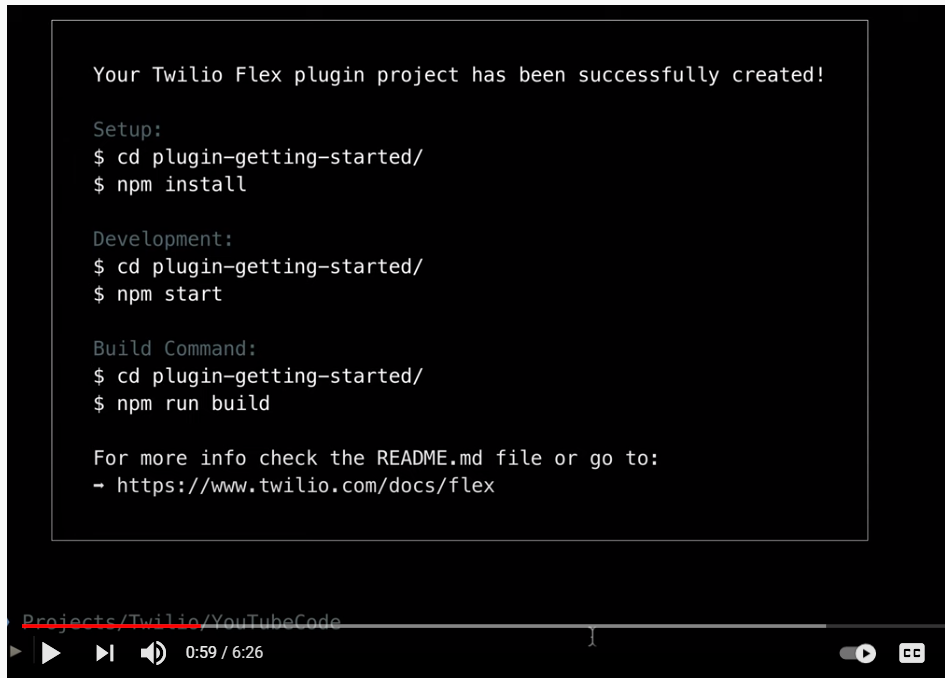 Your Twilio Flex plugin project has been successfully created!
Setup:
$ cd plugin-getting-started/
$ npm install
Development:
$ cd plugin-getting-started/
$ npm start
Build Command:
$ cd plugin-getting-started/
$ npm run build
For more info check the README.md file or go to:
→ https://www.twilio.com/docs/flex
Projects/Twilio/YouTubeCode
0:59 / 6:26
CC